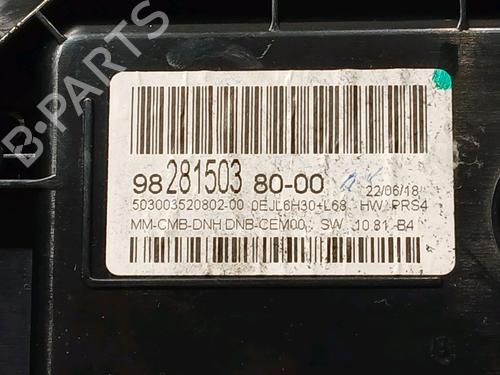 B-PARTS
98 281503 80-00 22/06/18
503003520802-00 0EJL6H30+L68 HW PRS4
MM-CMB-DNH DNB-CEM00 SW 10.81 B4